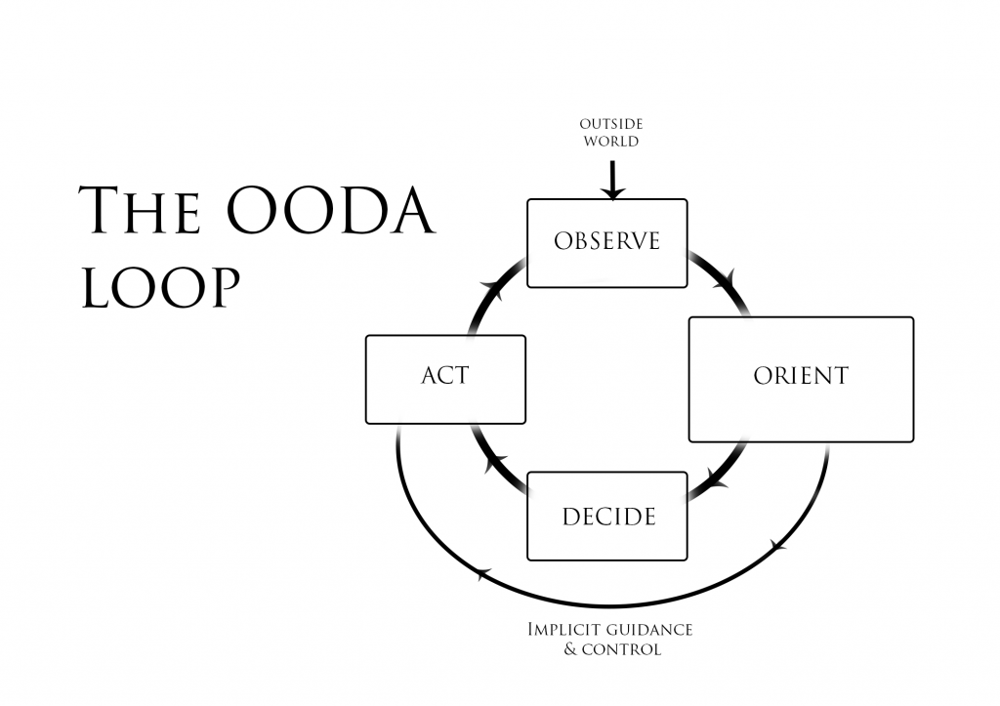 The OODA
LOOP
OUTSIDE
WORLD
OBSERVE
ACT
ORIENT
DECIDE
Implicit guidance
& control